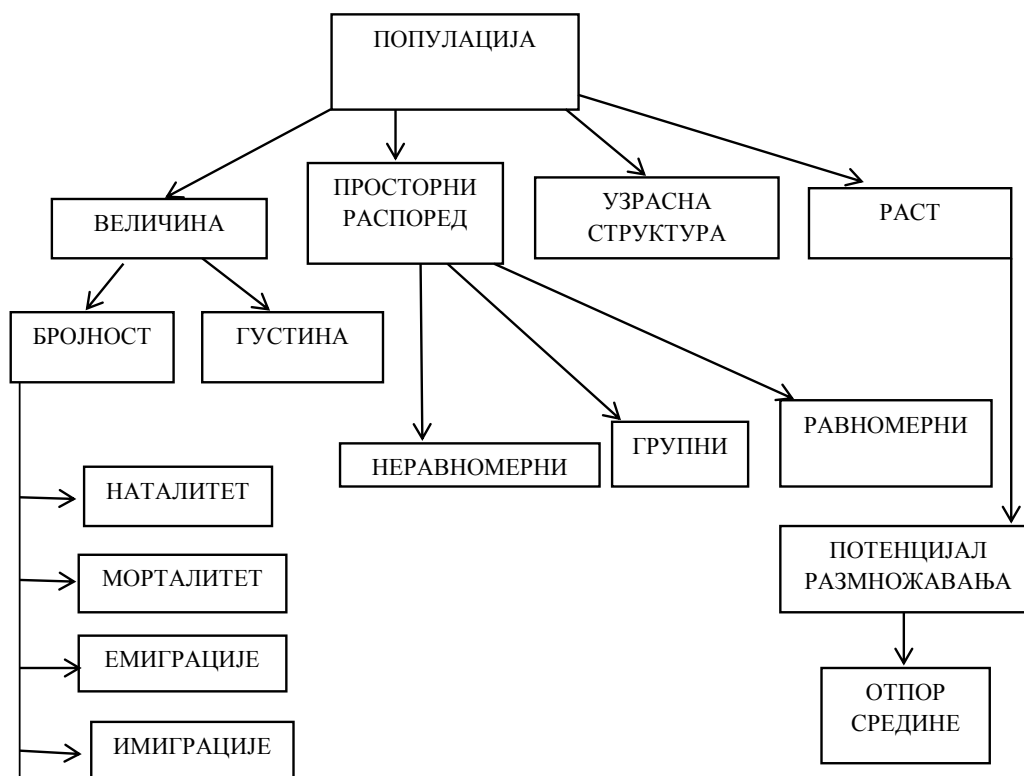 ПОПУЛАЦИЈА
ВЕЛИЧИНА
ПРОСТОРНИ
РАСПОРЕД
УЗРАСНА
СТРУКТУРА
РАСТ
БРОЈНОСТ
ГУСТИНА
НЕРАВНОМЕРНИ
ГРУПНИ
РАВНОМЕРНИ
НАТАЛИТЕТ
МОРТАЛИТЕТ
ЕМИГРАЦИЈЕ
ИМИГРАЦИЈЕ
ПОТЕНЦИЈАЛ
РАЗМНОЖАВАЊА
ОТПОР
СРЕДИНЕ